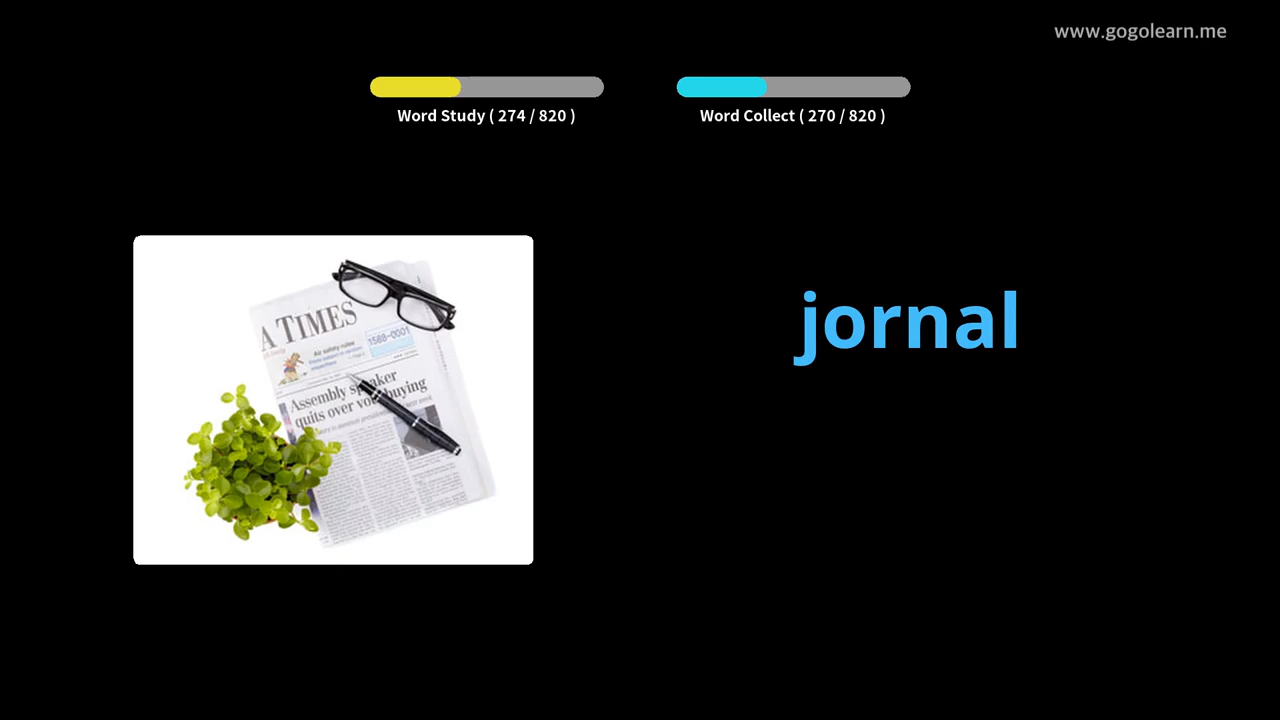 www.gogolearn.me
Word Study ( 274 / 820 )
Word Collect ( 270 / 820 )
jornal
A TIMES
Air safety rules
1588-0001
Assembly speaker
quits over vote buying